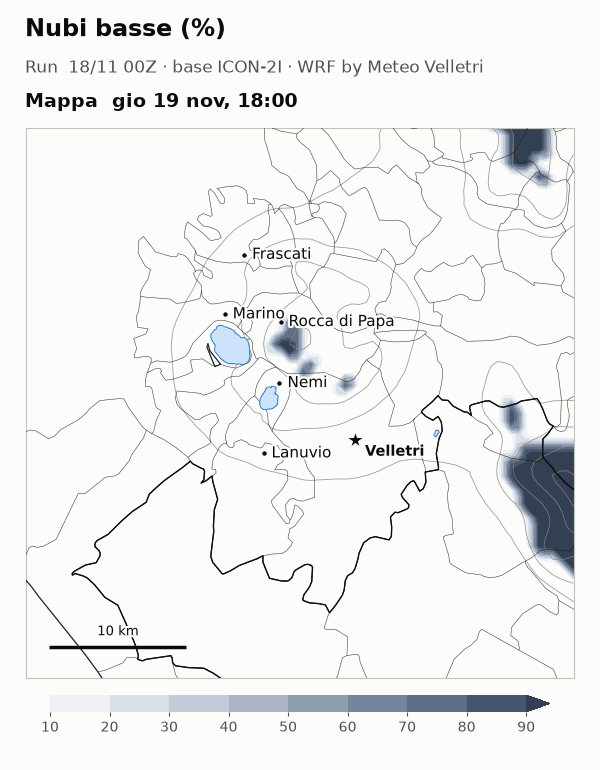 Nubi basse (%)
Run  18/11 00Z · base ICON-2I · WRF by Meteo Velletri
Mappa  gio 19 nov, 18:00
Frascati
Marino
Rocca di Papa
Nemi
Velletri
Lanuvio
10 km
10 20 30 40 50 60 70 80 90